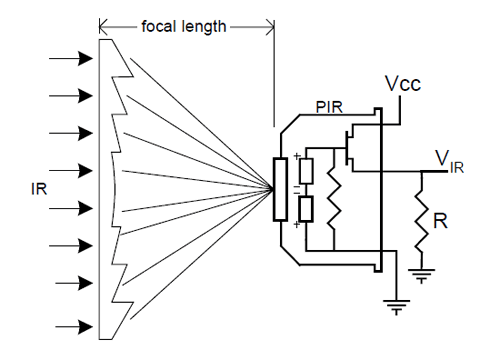 focal length
Vcc
PIR
+
V IR
−
IR
−
R
+